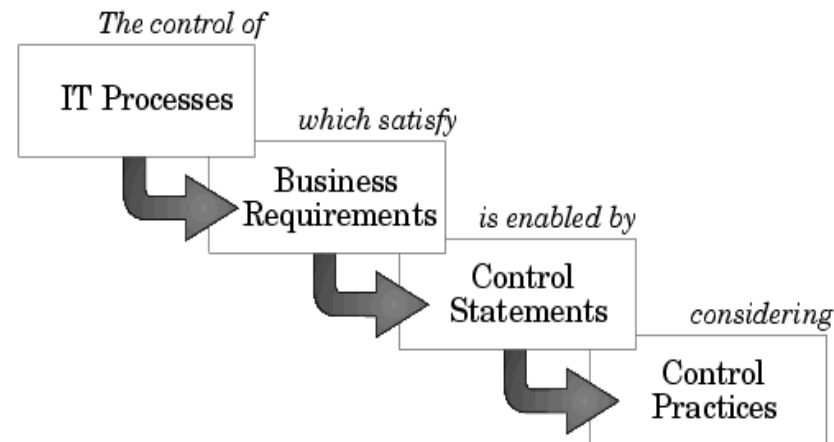 The control of
IT Processes
which satisfy
Business
Requirements
is enabled by
Control
Statements
considering
Control
Practices